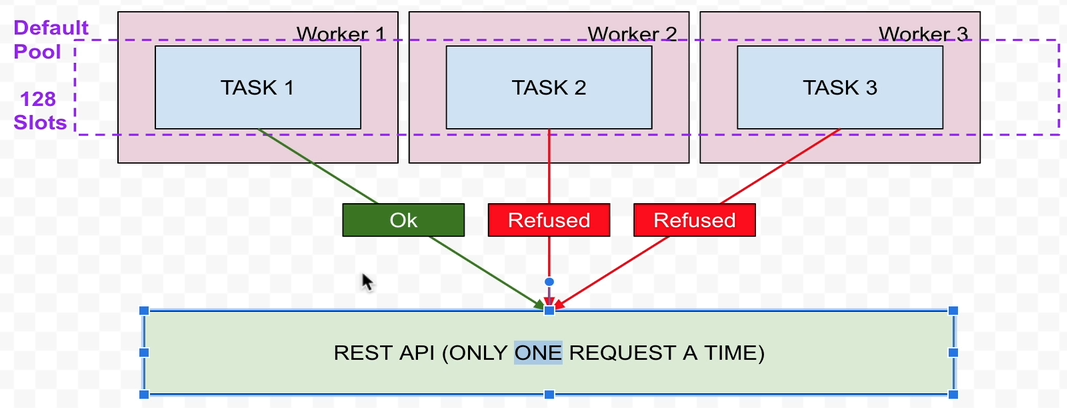 Default
Pool
128
Slots
Worker 1
Worker 2
Worker 3
TASK 1
TASK 2
TASK 3
Ok
Refused
Refused
REST API (ONLY ONE REQUEST A TIME)